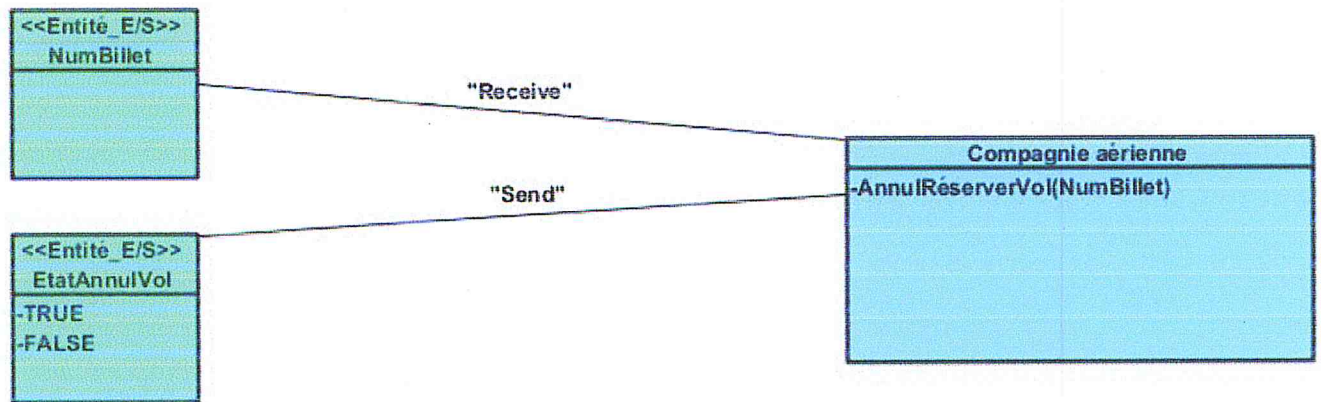 <<Entité_E/S>>
NumBillet
"Receive"
Compagnie aérienne
-AnnulRéserverVol(NumBillet)
"Send"
<<Entité_E/S>>
EtatAnnulVol
-TRUE
-FALSE